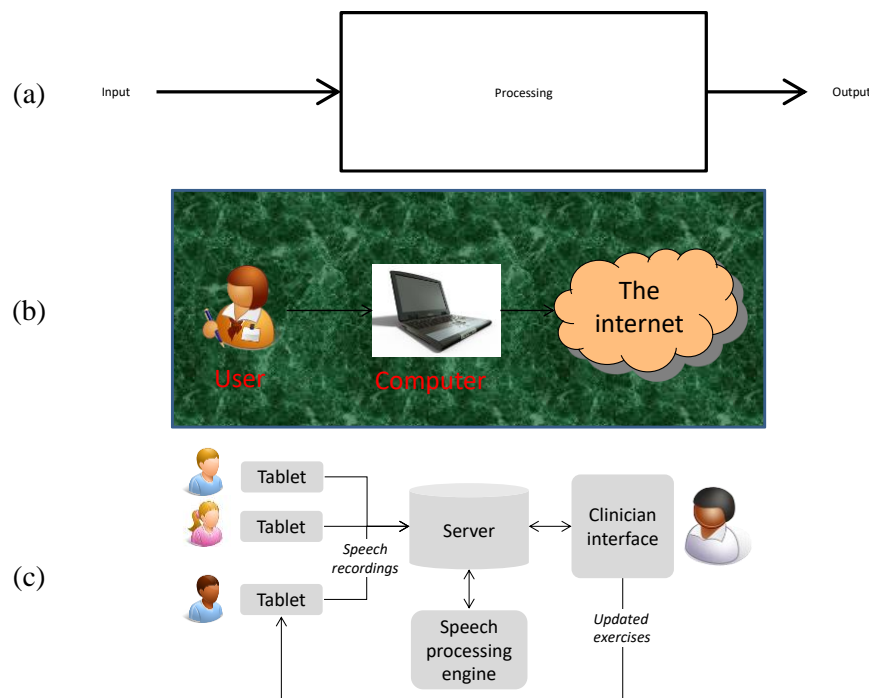 (a)
Input
Processing
Output
(b)
The
internet
User
Computer
(c)
Tablet
Tablet
Tablet
Speech
recordings
Server
Speech
processing
engine
Clinician
interface
Updated
exercises